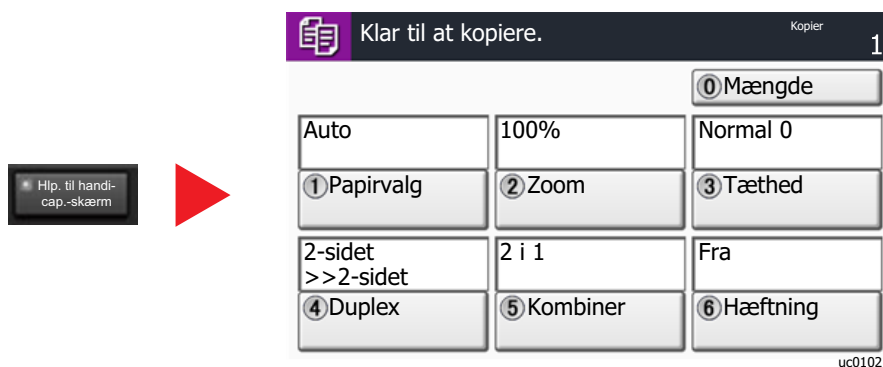 Hlp. til handi-
cap.-skærm
Klar til at kopiere.
Kopier
1
0 Mængde
Auto
100%
Normal 0
1 Papirvalg
2 Zoom
3 Tæthed
2-sidet
>>2-sidet
2 i 1
Fra
4 Duplex
5 Kombiner
6 Hæftning
uc0102